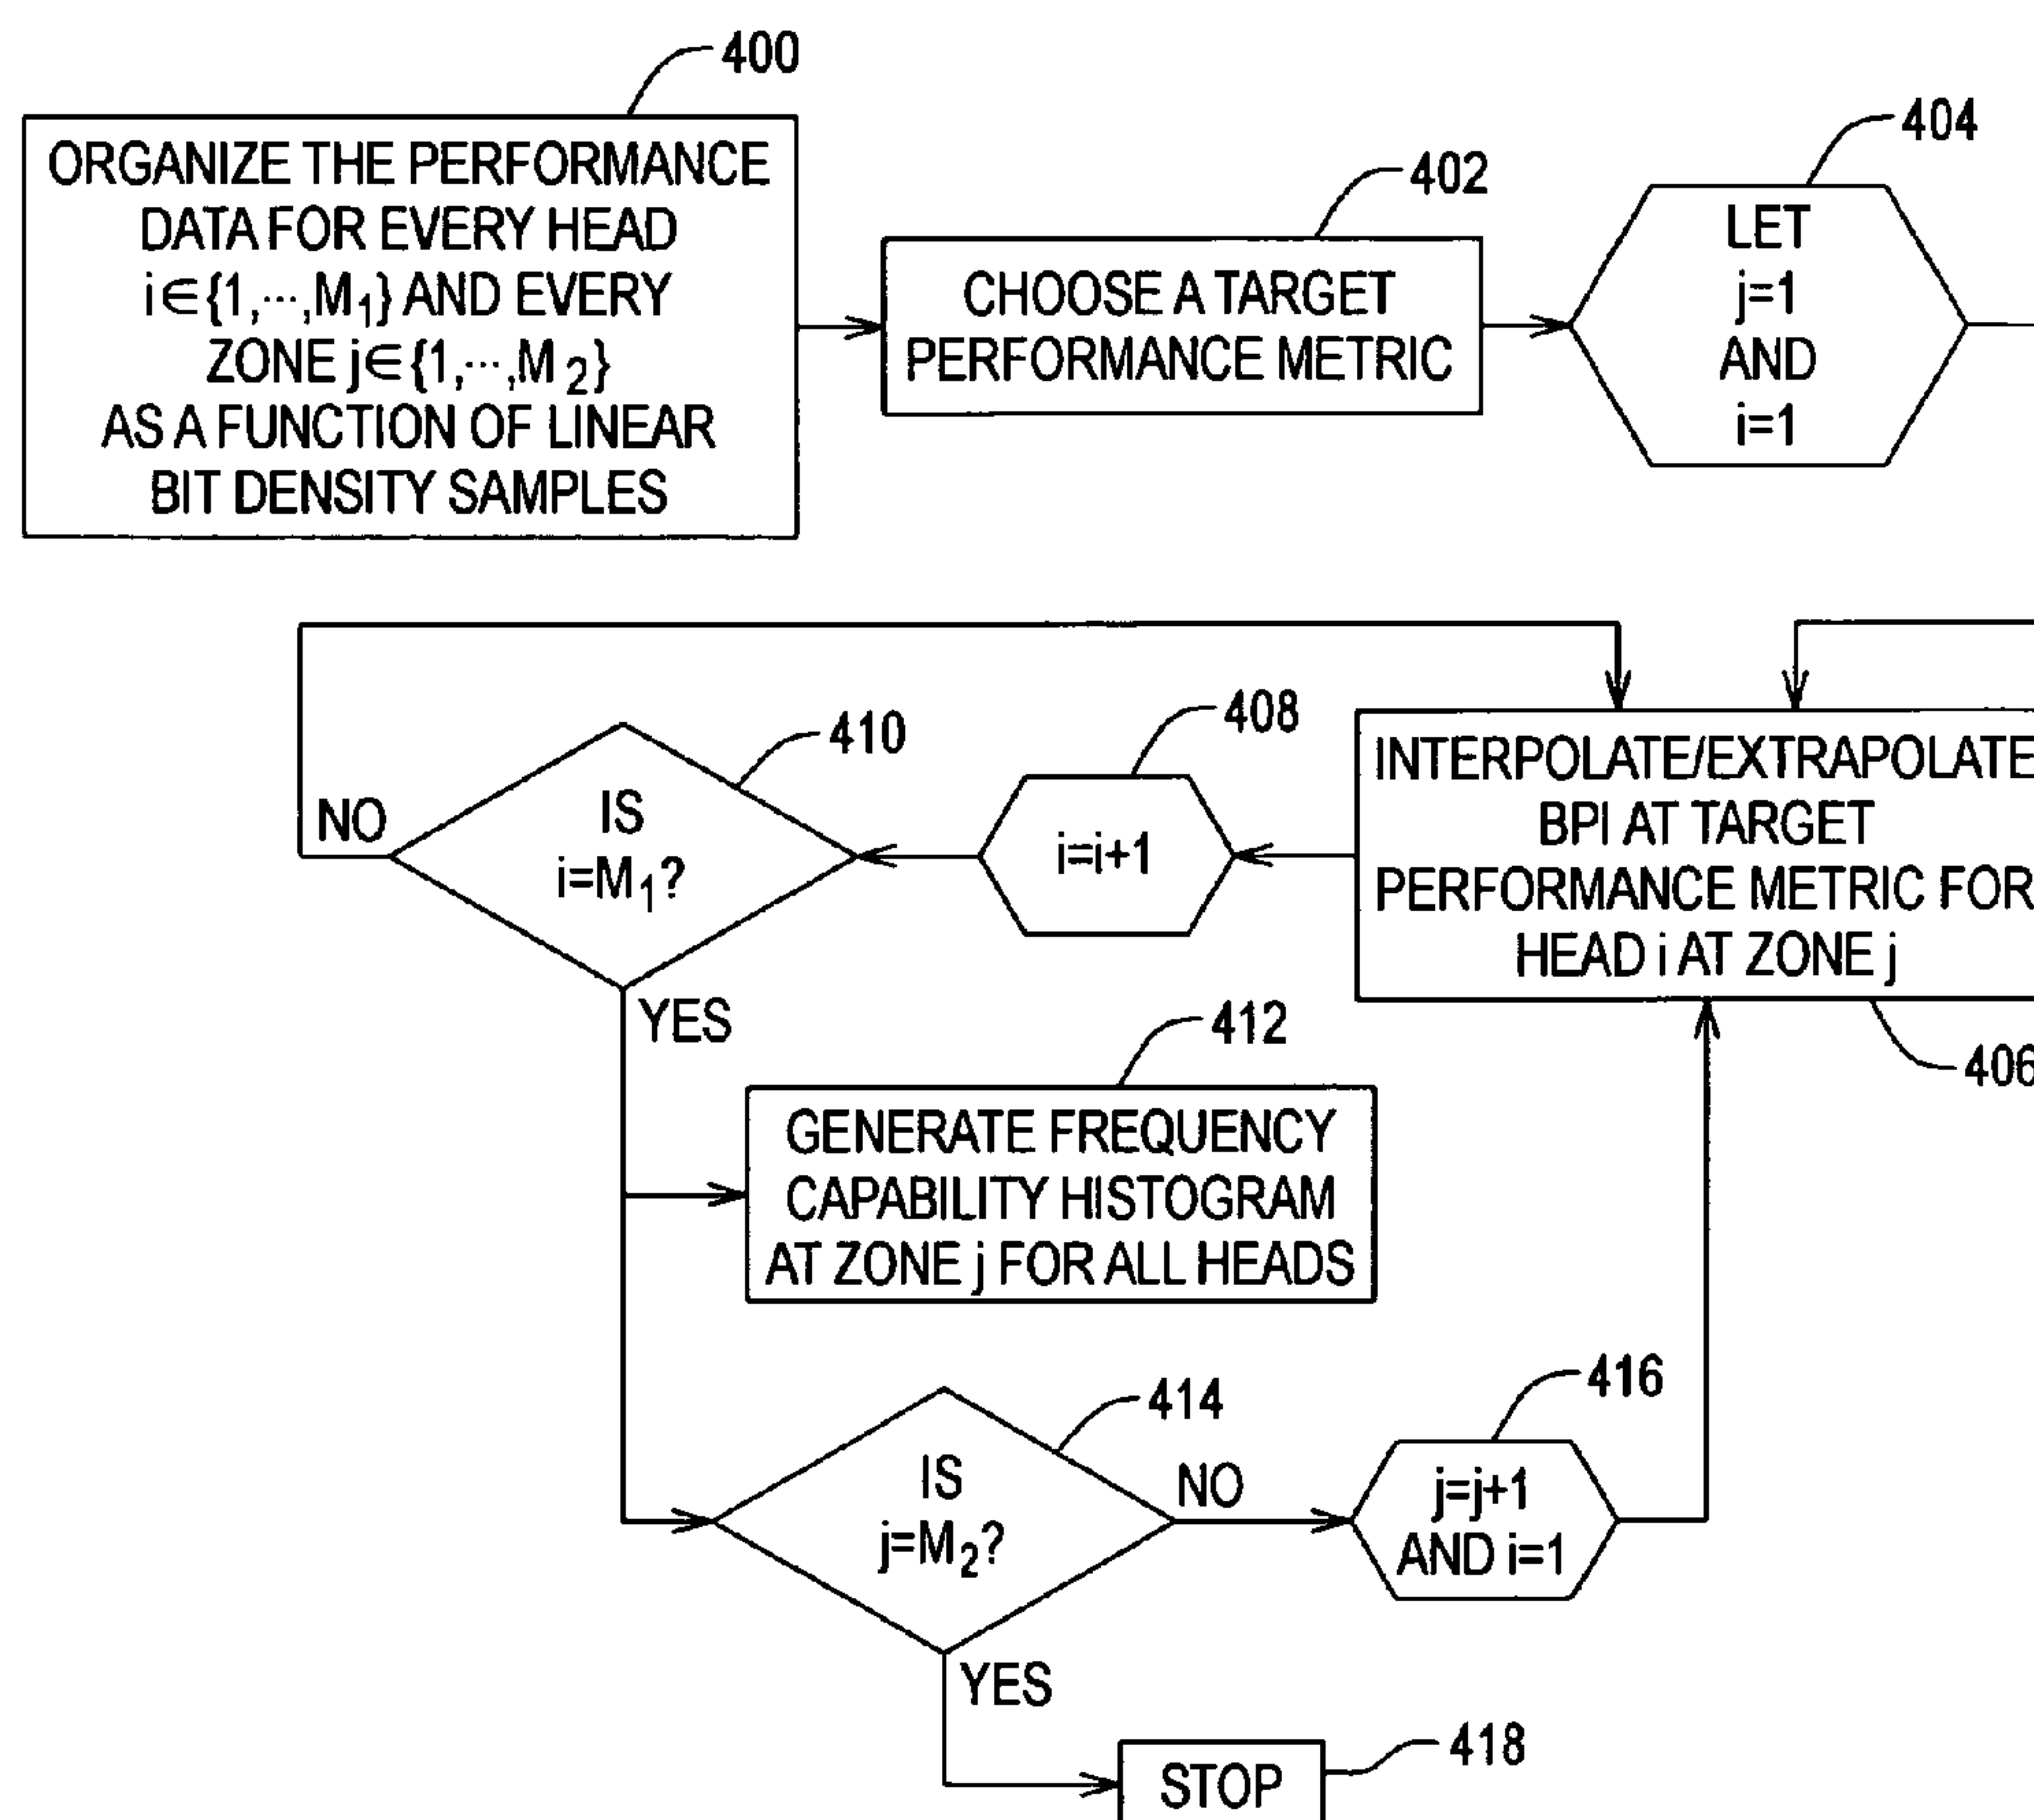 400
ORGANIZE THE PERFORMANCE
DATA FOR EVERY HEAD
i∈{1,···,M₁} AND EVERY
ZONE j∈{1,···,M₂}
AS A FUNCTION OF LINEAR
BIT DENSITY SAMPLES
402
CHOOSE A TARGET
PERFORMANCE METRIC
404
LET
j=1
AND
i=1
410
IS
i=M₁?
NO
YES
408
i=i+1
INTERPOLATE/EXTRAPOLATE
BPI AT TARGET
PERFORMANCE METRIC FOR
HEAD i AT ZONE j
406
412
GENERATE FREQUENCY
CAPABILITY HISTOGRAM
AT ZONE j FOR ALL HEADS
414
IS
j=M₂?
NO
YES
416
j=j+1
AND i=1
418
STOP